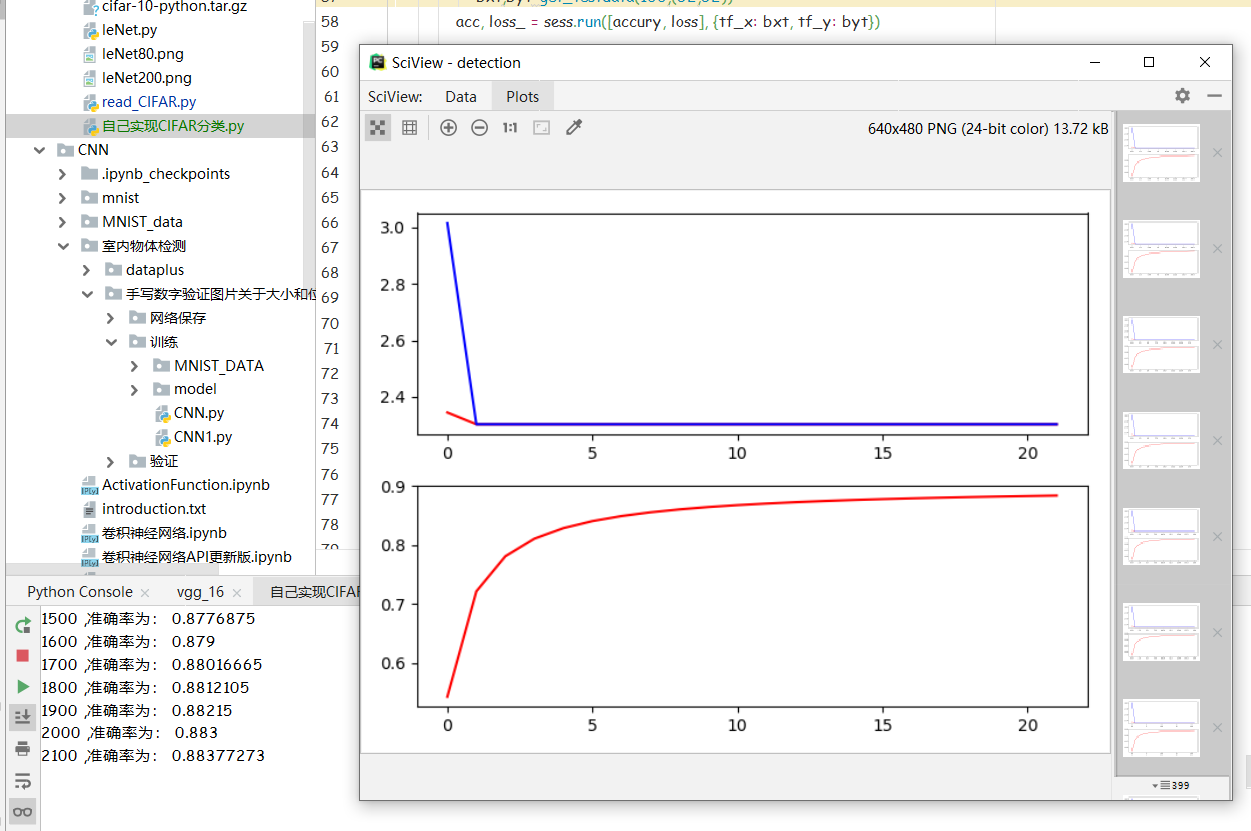 cifar-10-python.tar.gz
leNet.py
leNet80.png
leNet200.png
read_CIFAR.py
自己实现CIFAR分类.py
CNN
.ipynb_checkpoints
mnist
MNIST_data
室内物体检测
dataplus
手写数字验证图片关于大小和位
网络保存
训练
MNIST_DATA
model
CNN.py
CNN1.py
验证
ActivationFunction.ipynb
introduction.txt
卷积神经网络.ipynb
卷积神经网络API更新版.ipynb
58 acc, loss_ = sess.run([accury, loss], {tf_x: bxt, tf_y: byt})
59
60
61
62
63
64
65
66
67
68
69
70
71
72
73
74
75
76
77
78
79
SciView - detection
SciView: Data Plots
1:1 640x480 PNG (24-bit color) 13.72 kB
3.0
2.8
2.6
2.4
0 5 10 15 20
0.9
0.8
0.7
0.6
0 5 10 15 20
399
Python Console vgg_16 自己实现CIFAR
1500 ,准确率为: 0.8776875
1600 ,准确率为: 0.879
1700 ,准确率为: 0.88016665
1800 ,准确率为: 0.8812105
1900 ,准确率为: 0.88215
2000 ,准确率为: 0.883
2100 ,准确率为: 0.88377273